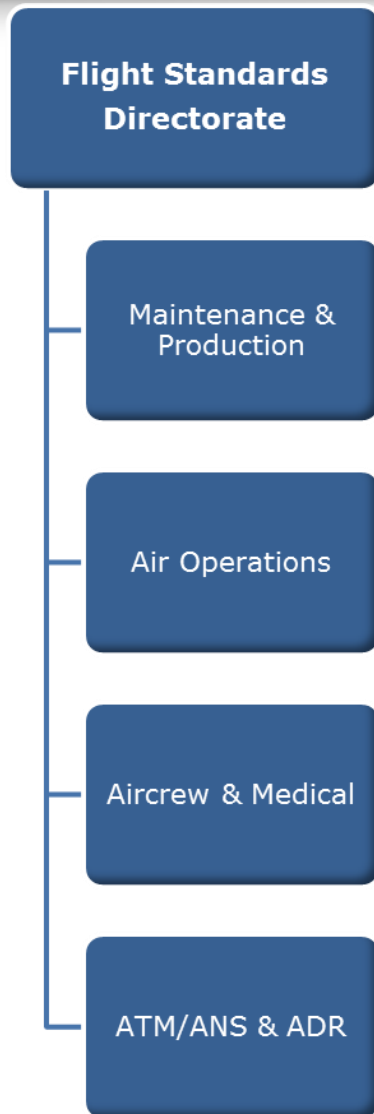 Flight Standards
Directorate
Maintenance &
Production
Air Operations
Aircrew & Medical
ATM/ANS & ADR